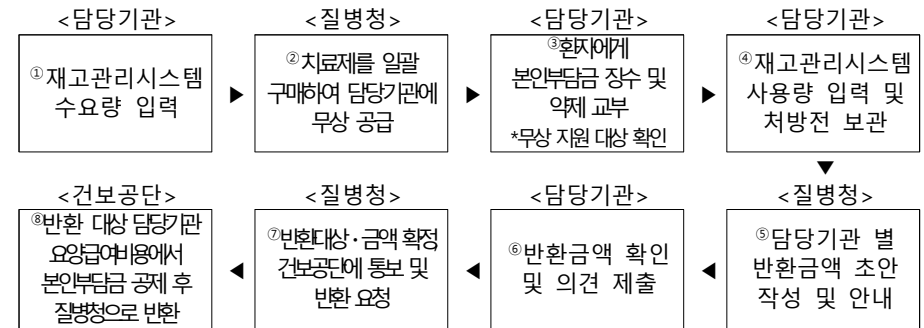 <담당기관>
①재고관리시스템
수요량 입력
▶
<질병청>
②치료제를 일괄
구매하여 담당기관에
무상 공급
▶
<담당기관>
③환자에게
본인부담금 징수 및
약제 교부
*무상 지원 대상 확인
▶
<담당기관>
④재고관리시스템
사용량 입력 및
처방전 보관
▼
<질병청>
⑤담당기관 별
반환금액 초안
작성 및 안내
◀
<담당기관>
⑥반환금액 확인
및 의견 제출
◀
<질병청>
⑦반환대상·금액 확정,
건보공단에 통보 및
반환 요청
◀
<건보공단>
⑧반환 대상 담당기관
요양급여비용에서
본인부담금 공제 후
질병청으로 반환